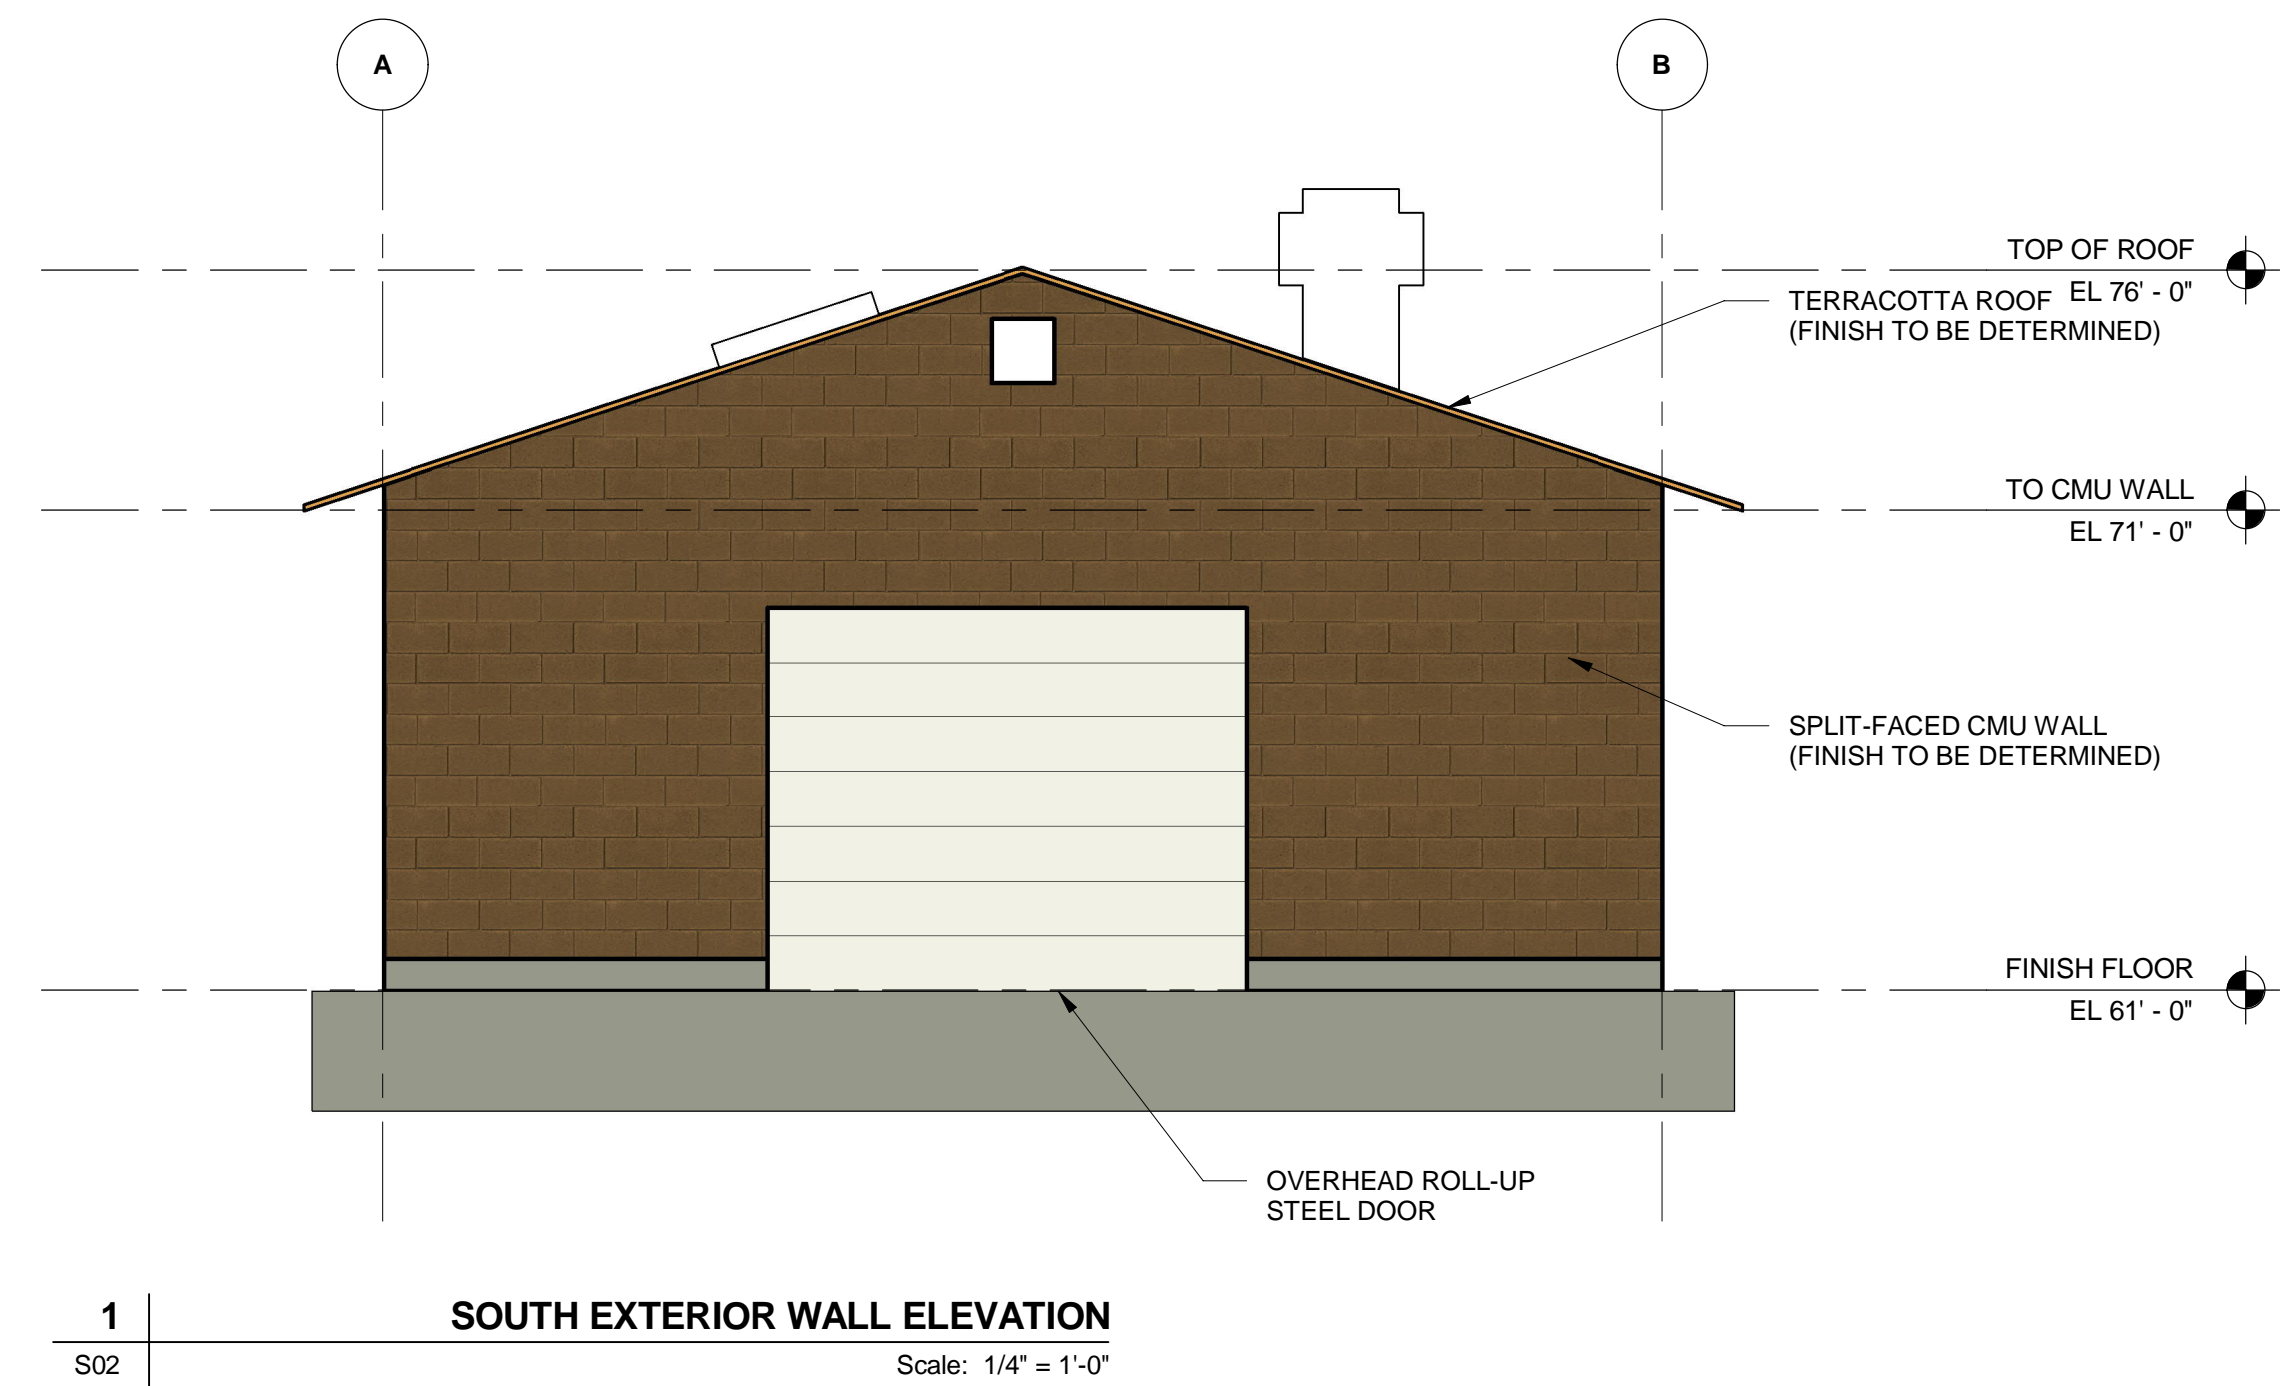 A
B
TOP OF ROOF
EL 76' - 0"
TERRACOTTA ROOF
(FINISH TO BE DETERMINED)
TO CMU WALL
EL 71' - 0"
SPLIT-FACED CMU WALL
(FINISH TO BE DETERMINED)
FINISH FLOOR
EL 61' - 0"
OVERHEAD ROLL-UP
STEEL DOOR
1
SOUTH EXTERIOR WALL ELEVATION
S02
Scale: 1/4" = 1'-0"